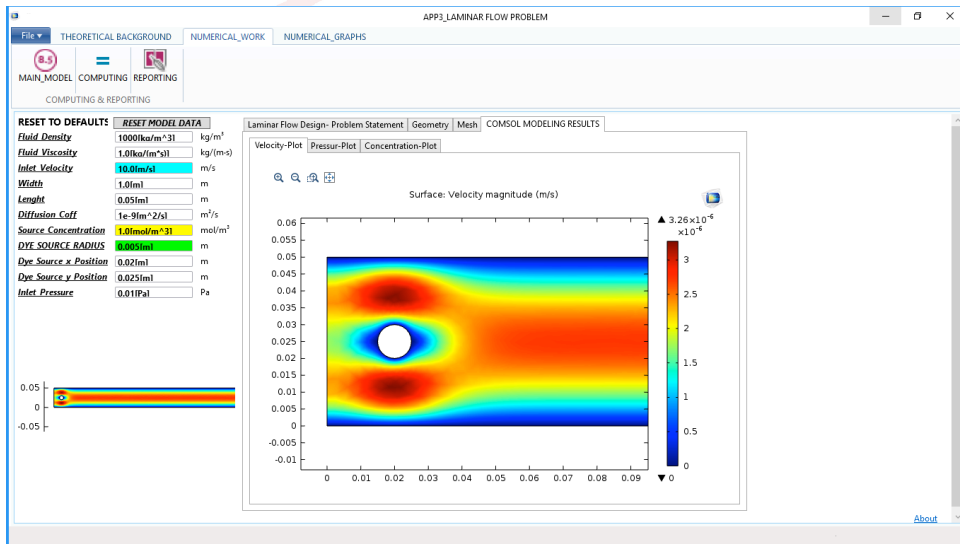 APP3_LAMINAR FLOW PROBLEM
File THEORETICAL BACKGROUND NUMERICAL_WORK NUMERICAL_GRAPHS
B.S
MAIN_MODEL COMPUTING REPORTING
COMPUTING & REPORTING
RESET TO DEFAULTS RESET MODEL DATA
Fluid Density 1000[kg/m^3] kg/m³
Fluid Viscosity 1.0[kg/(m*s)] kg/(m·s)
Inlet Velocity 10.0[m/s] m/s
Width 1.0[m] m
Lenght 0.05[m] m
Diffusion Coff 1e-9[m^2/s] m²/s
Source Concentration 1.0[mol/m^3] mol/m³
DYE SOURCE RADIUS 0.005[m] m
Dye Source x Position 0.02[m] m
Dye Source y Position 0.025[m] m
Inlet Pressure 0.01[Pa] Pa
0.05
0
-0.05
Laminar Flow Design- Problem Statement Geometry Mesh COMSOL MODELING RESULTS
Velocity-Plot Pressur-Plot Concentration-Plot
Surface: Velocity magnitude (m/s)
0.06
0.055
0.05
0.045
0.04
0.035
0.03
0.025
0.02
0.015
0.01
0.005
0
-0.005
-0.01
0 0.01 0.02 0.03 0.04 0.05 0.06 0.07 0.08 0.09
▲ 3.26×10⁻⁶
×10⁻⁶
3
2.5
2
1.5
1
0.5
0
▼ 0
About